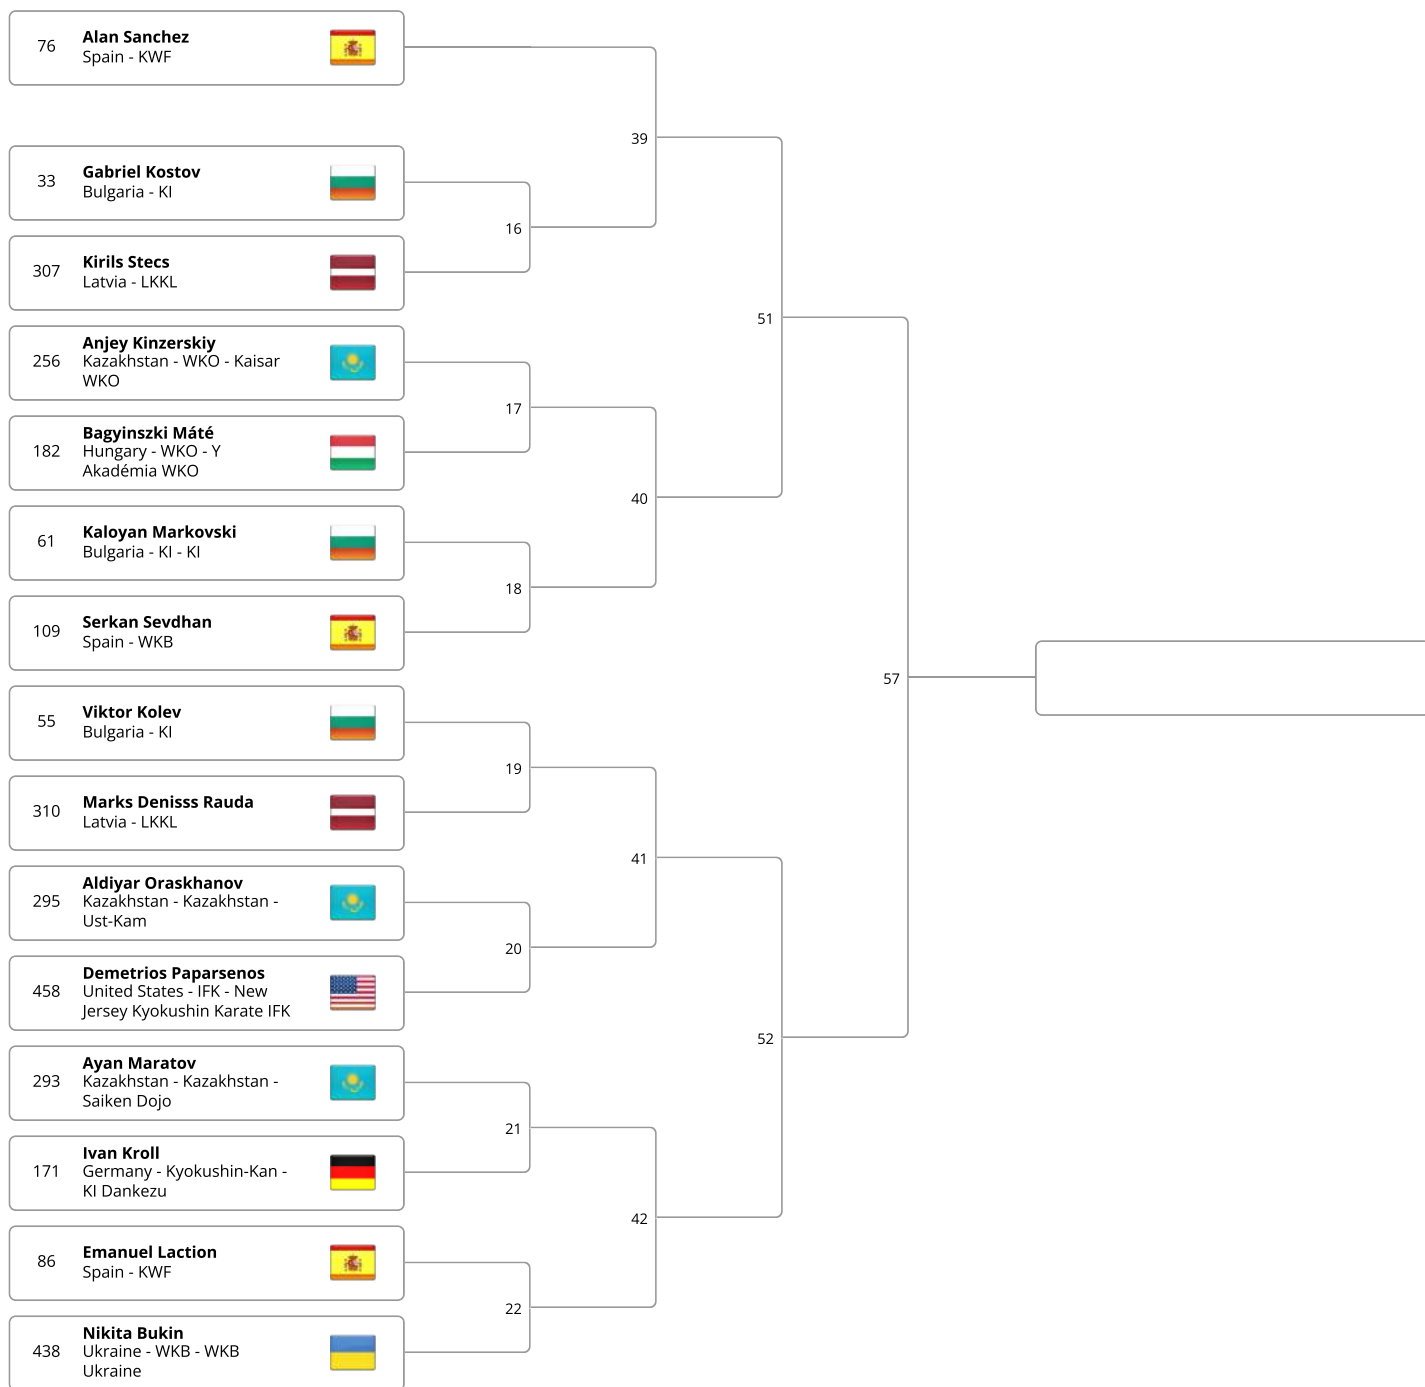 76 Alan Sanchez
Spain - KWF
39
33 Gabriel Kostov
Bulgaria - KI
16
307 Kirils Stecs
Latvia - LKKL
51
256 Anjey Kinzerskiy
Kazakhstan - WKO - Kaisar
WKO
17
182 Bagyinszki Máté
Hungary - WKO - Y
Akadémia WKO
40
61 Kaloyan Markovski
Bulgaria - KI - KI
18
109 Serkan Sevdhan
Spain - WKB
57
55 Viktor Kolev
Bulgaria - KI
19
310 Marks Denisss Rauda
Latvia - LKKL
41
295 Aldiyar Oraskhanov
Kazakhstan - Kazakhstan -
Ust-Kam
20
458 Demetrios Paparsenos
United States - IFK - New
Jersey Kyokushin Karate IFK
52
293 Ayan Maratov
Kazakhstan - Kazakhstan -
Saiken Dojo
21
171 Ivan Kroll
Germany - Kyokushin-Kan -
KI Dankezu
42
86 Emanuel Laction
Spain - KWF
22
438 Nikita Bukin
Ukraine - WKB - WKB
Ukraine